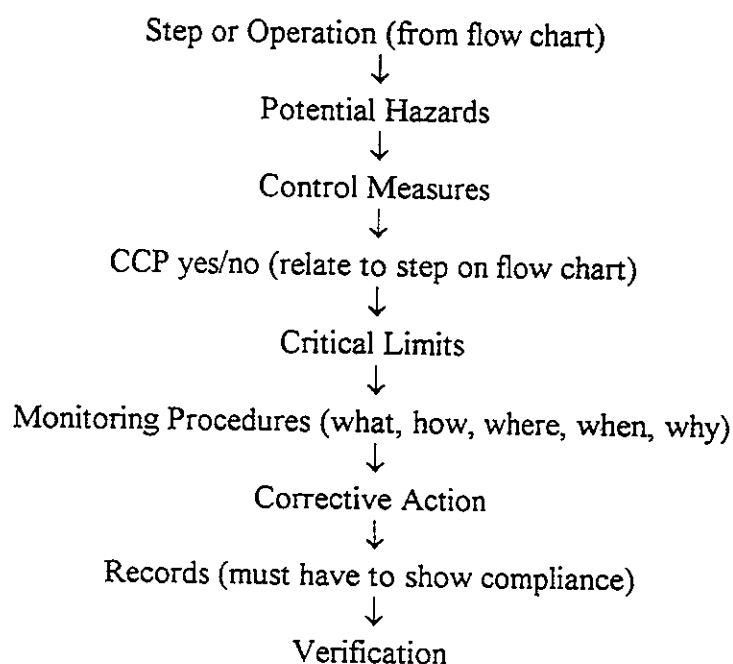 Step or Operation (from flow chart)
↓
Potential Hazards
↓
Control Measures
↓
CCP yes/no (relate to step on flow chart)
↓
Critical Limits
↓
Monitoring Procedures (what, how, where, when, why)
↓
Corrective Action
↓
Records (must have to show compliance)
↓
Verification